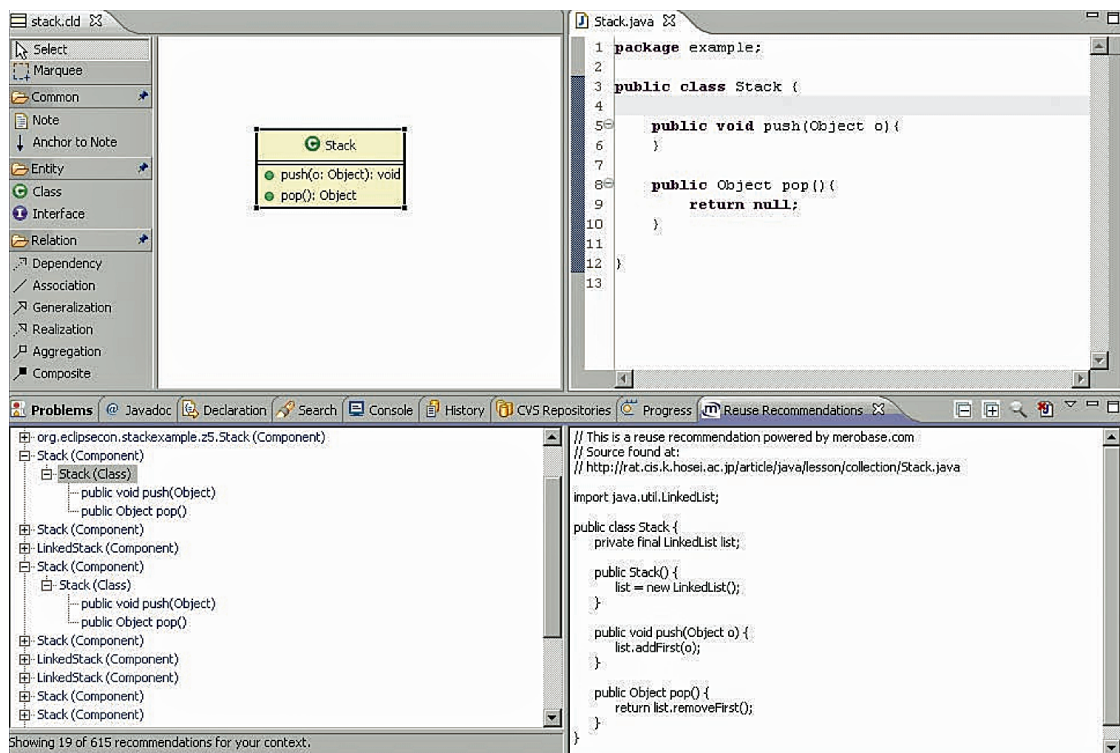 stack.cld
Select
Marquee
Common
Note
Anchor to Note
Entity
Class
Interface
Relation
Dependency
Association
Generalization
Realization
Aggregation
Composite
C Stack
push(o: Object): void
pop(): Object
Stack.java
1 package example;
2
3 public class Stack {
4
5 public void push(Object o){
6 }
7
8 public Object pop(){
9 return null;
10 }
11
12 }
13
Problems @ Javadoc Declaration Search Console History CVS Repositories Progress m Reuse Recommendations
org.eclipsecon.stackexample.z5.Stack (Component)
Stack (Component)
Stack (Class)
public void push(Object)
public Object pop()
Stack (Component)
LinkedStack (Component)
Stack (Component)
Stack (Class)
public void push(Object)
public Object pop()
Stack (Component)
LinkedStack (Component)
LinkedStack (Component)
Stack (Component)
Stack (Component)
Showing 19 of 615 recommendations for your context.
// This is a reuse recommendation powered by merobase.com
// Source found at:
// http://rat.cis.k.hosei.ac.jp/article/java/lesson/collection/Stack.java
import java.util.LinkedList;
public class Stack {
private final LinkedList list;
public Stack() {
list = new LinkedList();
}
public void push(Object o) {
list.addFirst(o);
}
public Object pop() {
return list.removeFirst();
}
}